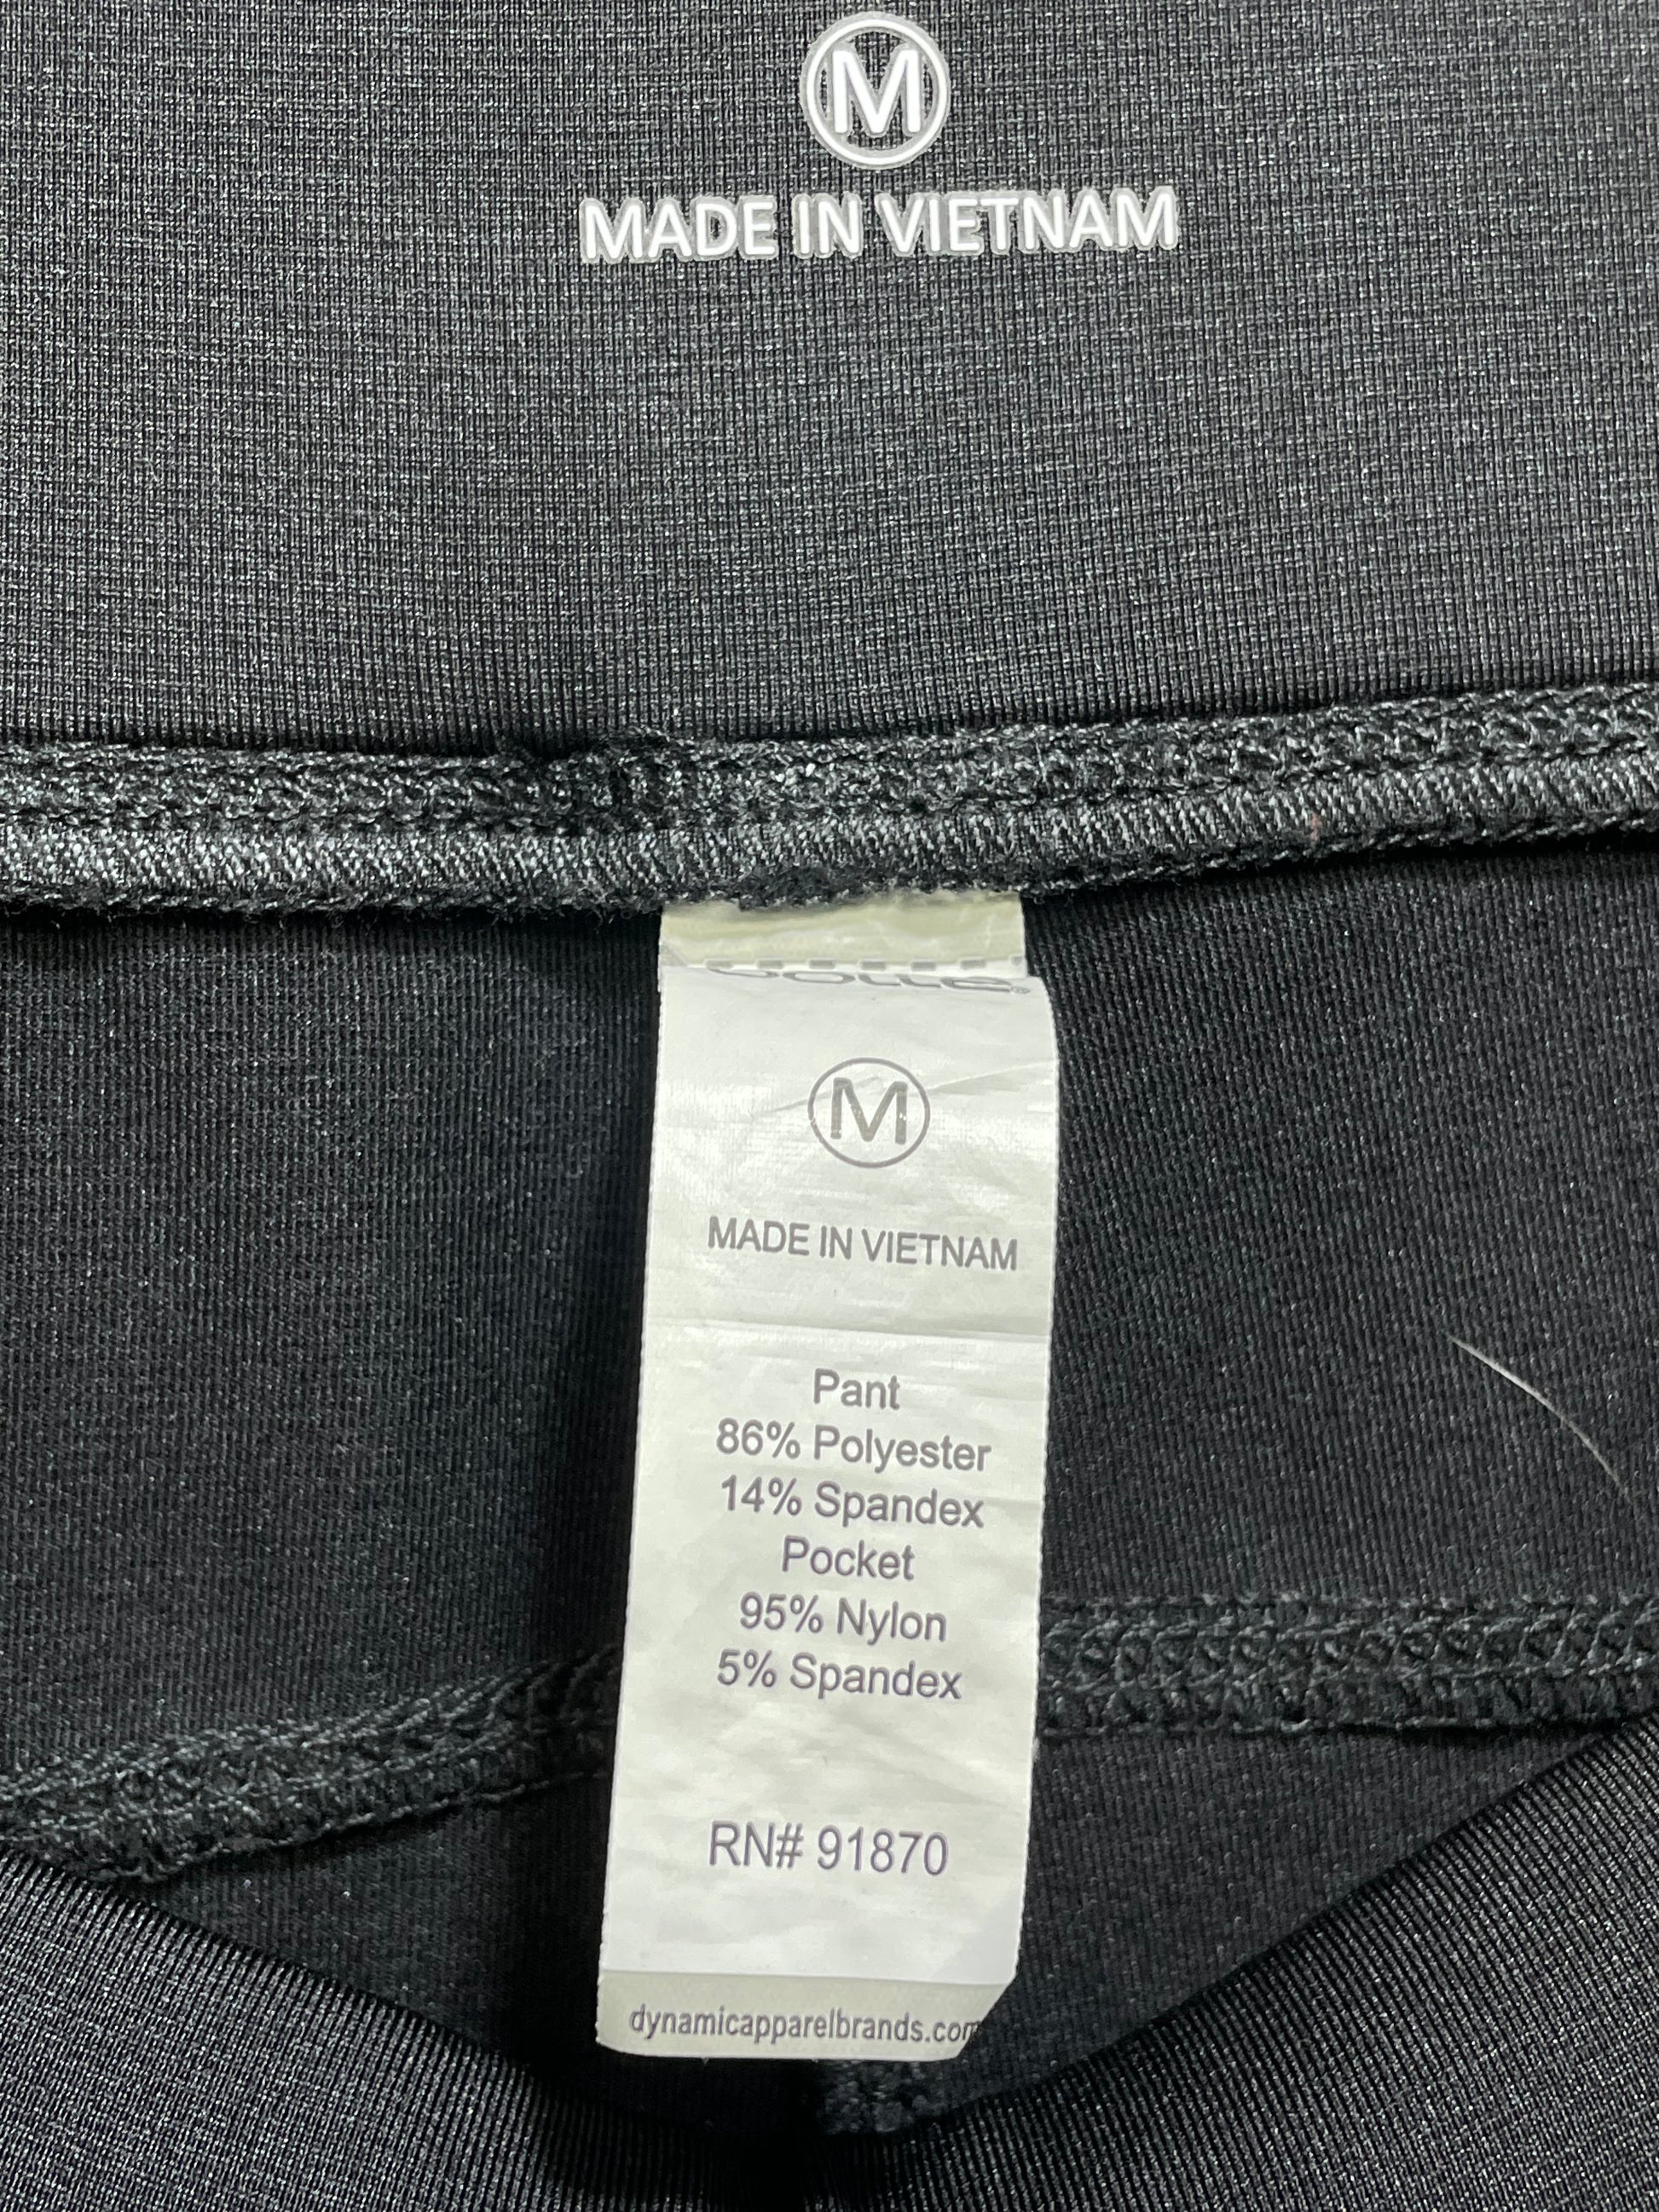 M
MADE IN VIETNAM
M
MADE IN VIETNAM
Pant
86% Polyester
14% Spandex
Pocket
95% Nylon
5% Spandex
RN# 91870
dynamicapparelbrands.com